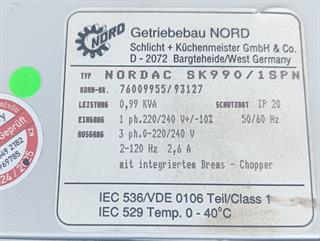 NORD
Getriebebau NORD
Schlicht + Küchenmeister GmbH & Co.
D - 2072 Bargteheide/West Germany
TYP NORDAC SK990/1SPN
KOMM-NR. 76009955/93127
LEISTUNG 0.99 KVA SCHUTZART IP 20
EINGANG 1 ph.220/240 V+/-10% 50/60 Hz
AUSGANG 3 ph.0-220/240 V
2-120 Hz 2,6 A
mit integriertem Brems - Chopper
IEC 536/VDE 0106 Teil/Class 1
IEC 529 Temp. 0 - 40°C
Geprüft